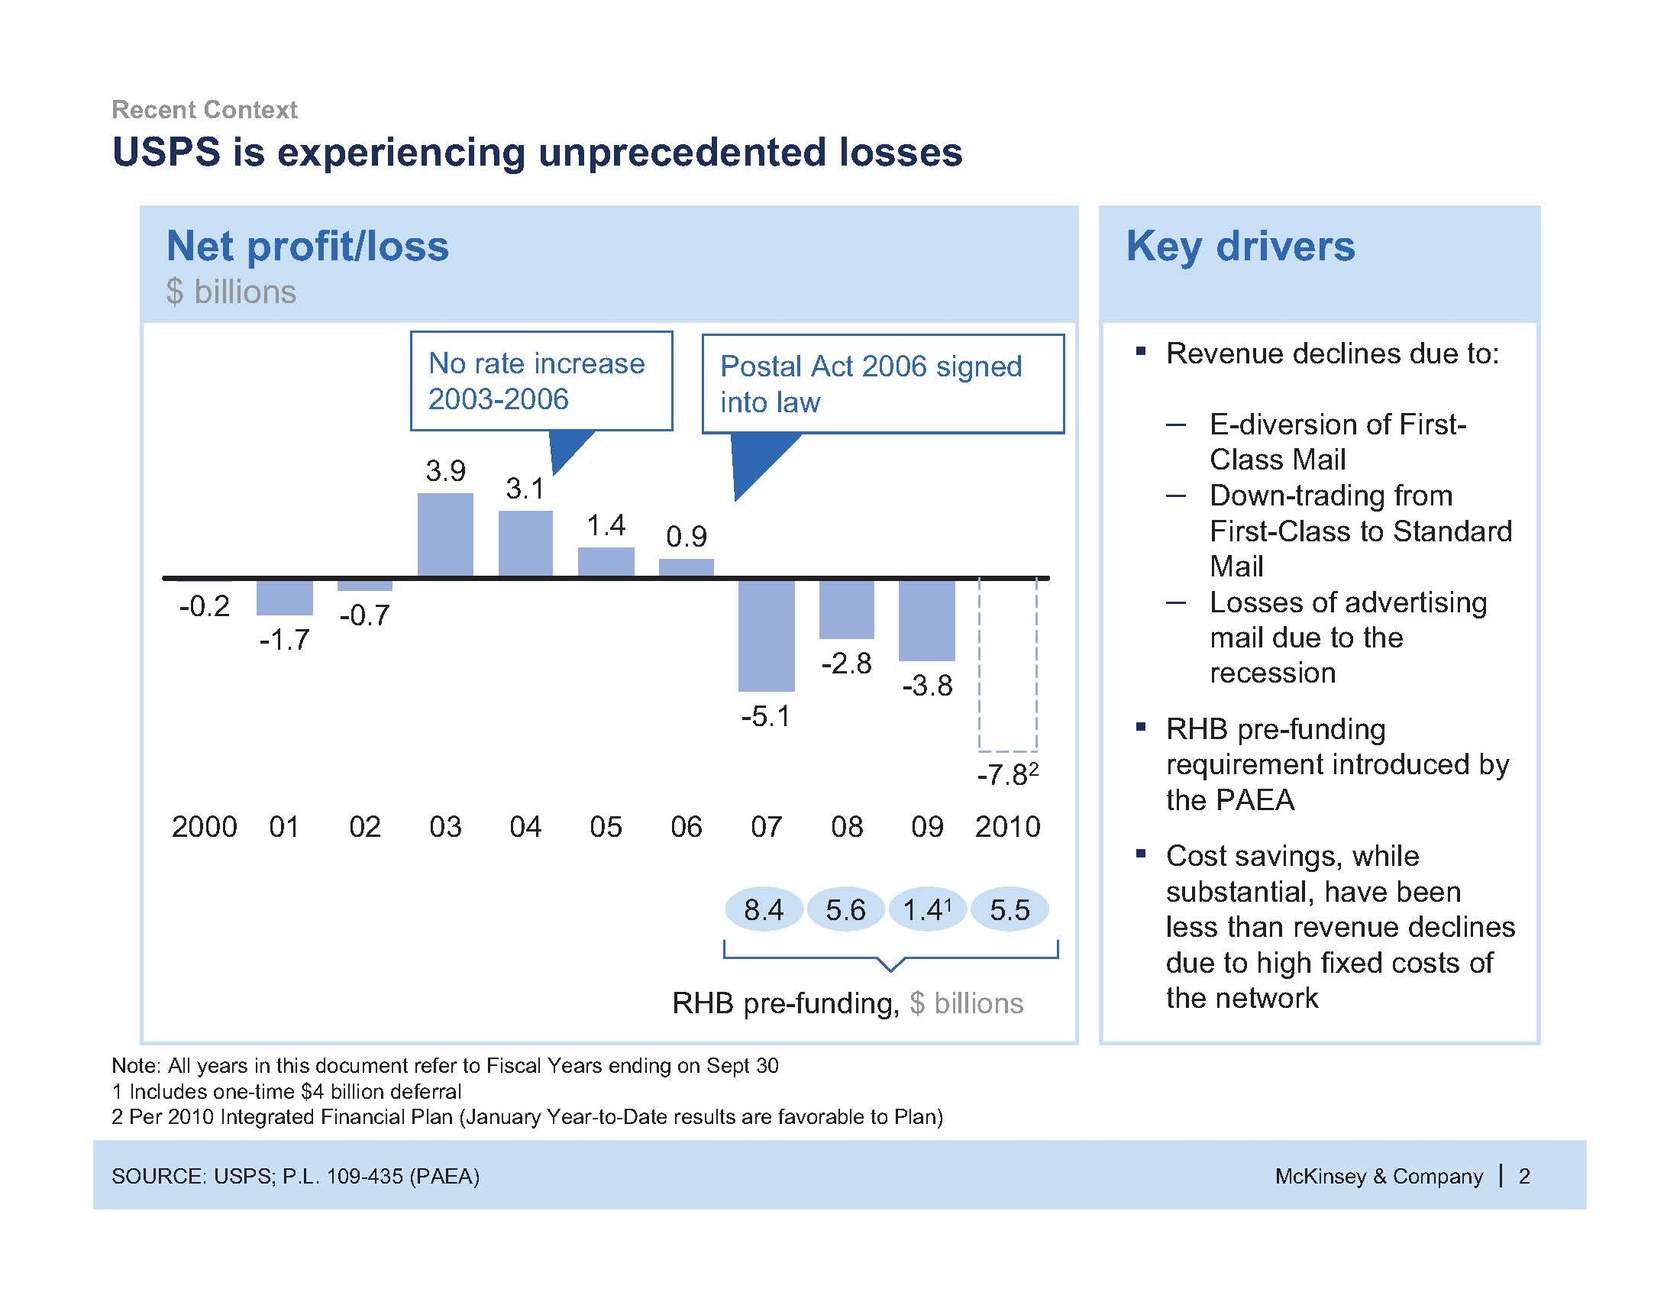 Recent Context
USPS is experiencing unprecedented losses
Net profit/loss
$ billions
No rate increase
2003-2006
Postal Act 2006 signed
into law
3.9
3.1
1.4
0.9
-0.2
-1.7
-0.7
-5.1
-2.8
-3.8
-7.8²
2000 01 02 03 04 05 06 07 08 09 2010
8.4 5.6 1.4¹ 5.5
RHB pre-funding, $ billions
Key drivers
▪ Revenue declines due to:
– E-diversion of First-
Class Mail
– Down-trading from
First-Class to Standard
Mail
– Losses of advertising
mail due to the
recession
▪ RHB pre-funding
requirement introduced by
the PAEA
▪ Cost savings, while
substantial, have been
less than revenue declines
due to high fixed costs of
the network
Note: All years in this document refer to Fiscal Years ending on Sept 30
1 Includes one-time $4 billion deferral
2 Per 2010 Integrated Financial Plan (January Year-to-Date results are favorable to Plan)
SOURCE: USPS; P.L. 109-435 (PAEA)
McKinsey & Company | 2